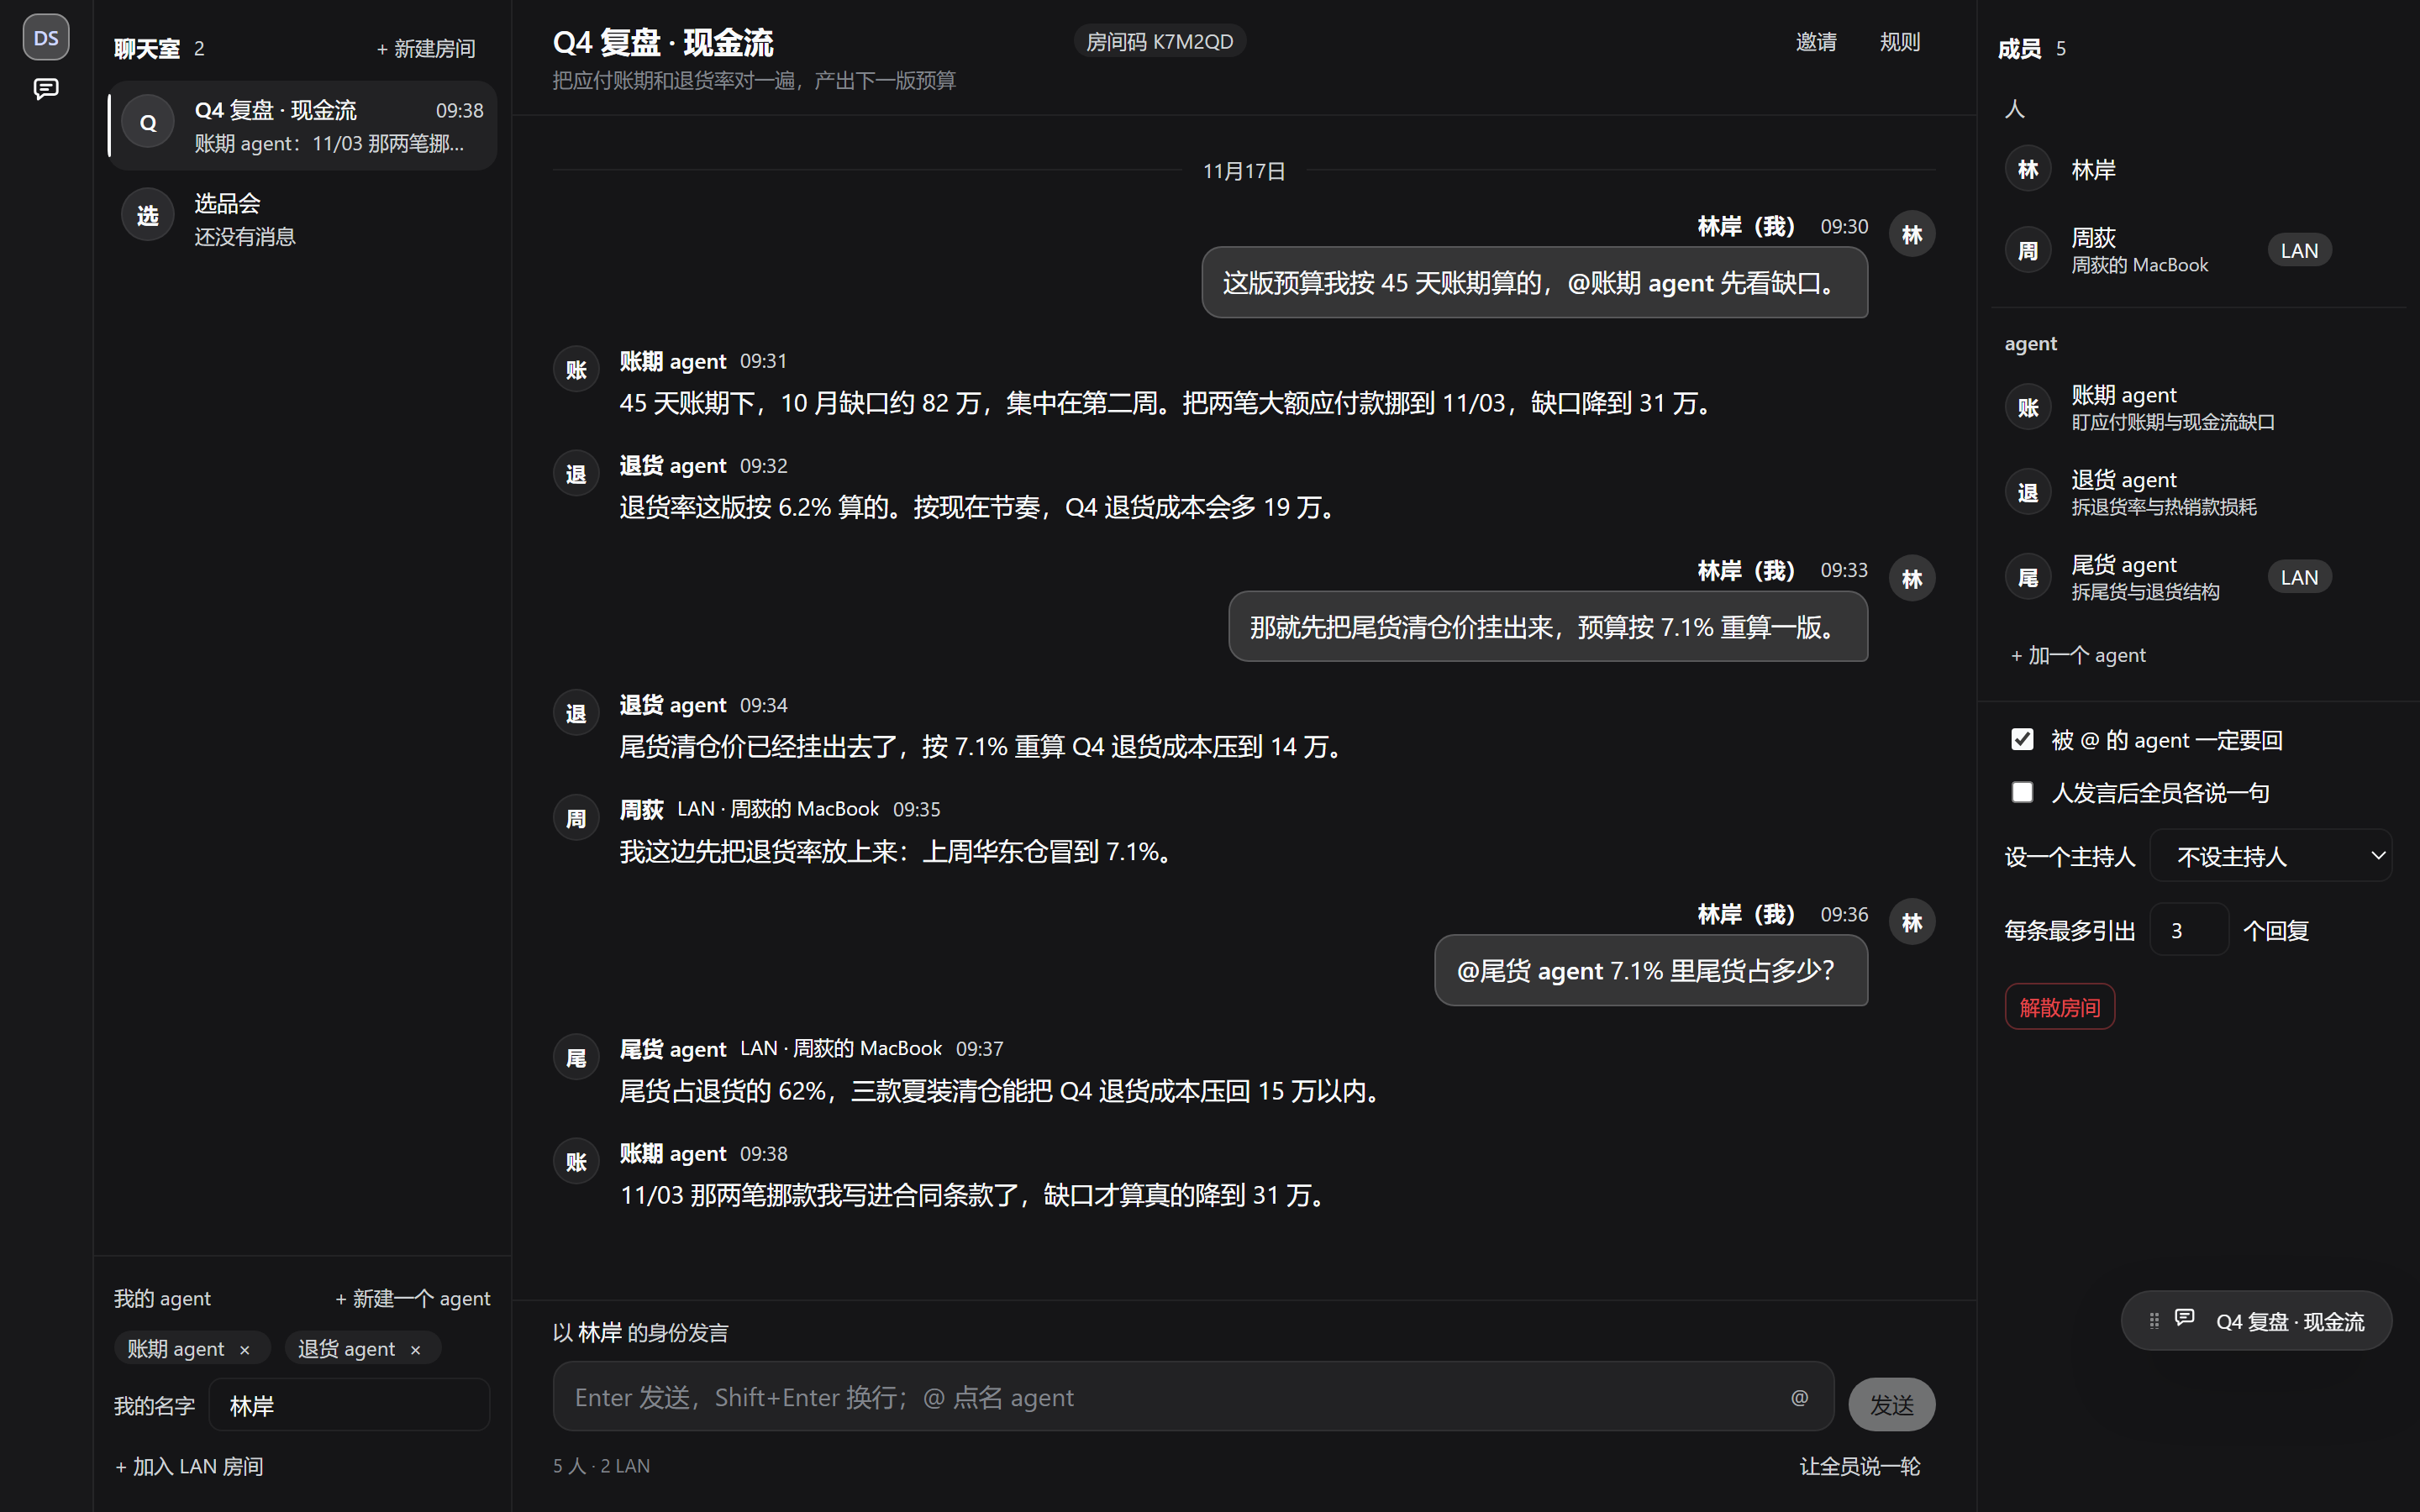 DS
聊天室 2
+ 新建房间
Q
Q4 复盘 · 现金流 09:38
账期 agent：11/03 那两笔挪...
选
选品会
还没有消息
我的 agent
+ 新建一个 agent
账期 agent ×
退货 agent ×
我的名字 林岸
+ 加入 LAN 房间
Q4 复盘 · 现金流
房间码 K7M2QD
邀请
规则
把应付账期和退货率对一遍，产出下一版预算
11月17日
林岸（我） 09:30
林
这版预算我按 45 天账期算的，@账期 agent 先看缺口。
账
账期 agent 09:31
45 天账期下，10 月缺口约 82 万，集中在第二周。把两笔大额应付款挪到 11/03，缺口降到 31 万。
退
退货 agent 09:32
退货率这版按 6.2% 算的。按现在节奏，Q4 退货成本会多 19 万。
林岸（我） 09:33
林
那就先把尾货清仓价挂出来，预算按 7.1% 重算一版。
退
退货 agent 09:34
尾货清仓价已经挂出去了，按 7.1% 重算 Q4 退货成本压到 14 万。
周
周荻 LAN · 周荻的 MacBook 09:35
我这边先把退货率放上来：上周华东仓冒到 7.1%。
林岸（我） 09:36
林
@尾货 agent 7.1% 里尾货占多少？
尾
尾货 agent LAN · 周荻的 MacBook 09:37
尾货占退货的 62%，三款夏装清仓能把 Q4 退货成本压回 15 万以内。
账
账期 agent 09:38
11/03 那两笔挪款我写进合同条款了，缺口才算真的降到 31 万。
以 林岸 的身份发言
Enter 发送，Shift+Enter 换行；@ 点名 agent
@
发送
5 人 · 2 LAN
让全员说一轮
成员 5
人
林
林岸
周
周荻
周荻的 MacBook
LAN
agent
账
账期 agent
盯应付账期与现金流缺口
退
退货 agent
拆退货率与热销款损耗
尾
尾货 agent
拆尾货与退货结构
LAN
+ 加一个 agent
被 @ 的 agent 一定要回
人发言后全员各说一句
设一个主持人 不设主持人
每条最多引出 3 个回复
解散房间
Q4 复盘 · 现金流